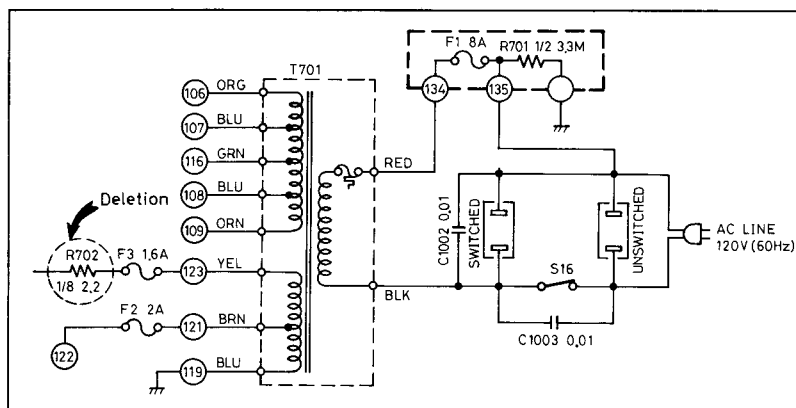 F1 8A
R701 1/2 3.3M
T701
134
135
106
ORG
107
BLU
116
GRN
108
BLU
109
ORN
RED
Deletion
R702
1/8 2.2
F3 1.6A
123
YEL
F2 2A
121
BRN
122
119
BLU
BLK
C1002 0.01
SWITCHED
UNSWITCHED
S16
C1003 0.01
AC LINE
120V (60Hz)